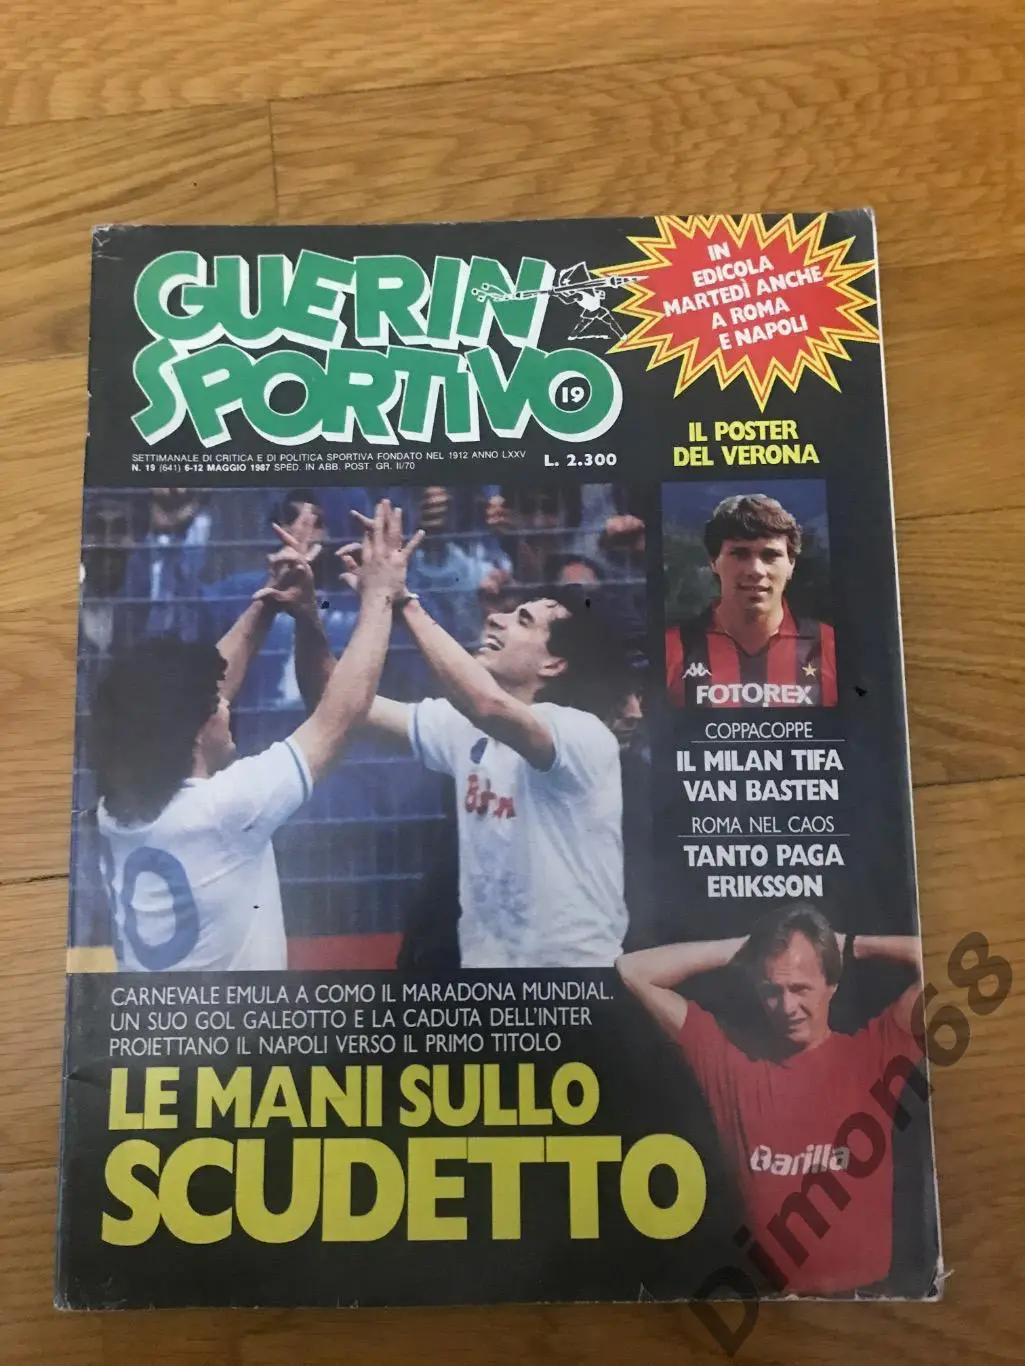 GUERIN
SPORTIVO
19
IN
EDICOLA
MARTEDÌ ANCHE
A ROMA
E NAPOLI
SETTIMANALE DI CRITICA E DI POLITICA SPORTIVA FONDATO NEL 1912 ANNO LXXV
N. 19 (641) 6-12 MAGGIO 1987 SPED. IN ABB. POST. GR. II/70
L. 2.300
IL POSTER
DEL VERONA
FOTOREX
COPPACOPPE
IL MILAN TIFA
VAN BASTEN
ROMA NEL CAOS
TANTO PAGA
ERIKSSON
10
CARNEVALE EMULA A COMO IL MARADONA MUNDIAL.
UN SUO GOL GALEOTTO E LA CADUTA DELL'INTER
PROIETTANO IL NAPOLI VERSO IL PRIMO TITOLO
LE MANI SULLO
SCUDETTO
Barilla
Dimon68